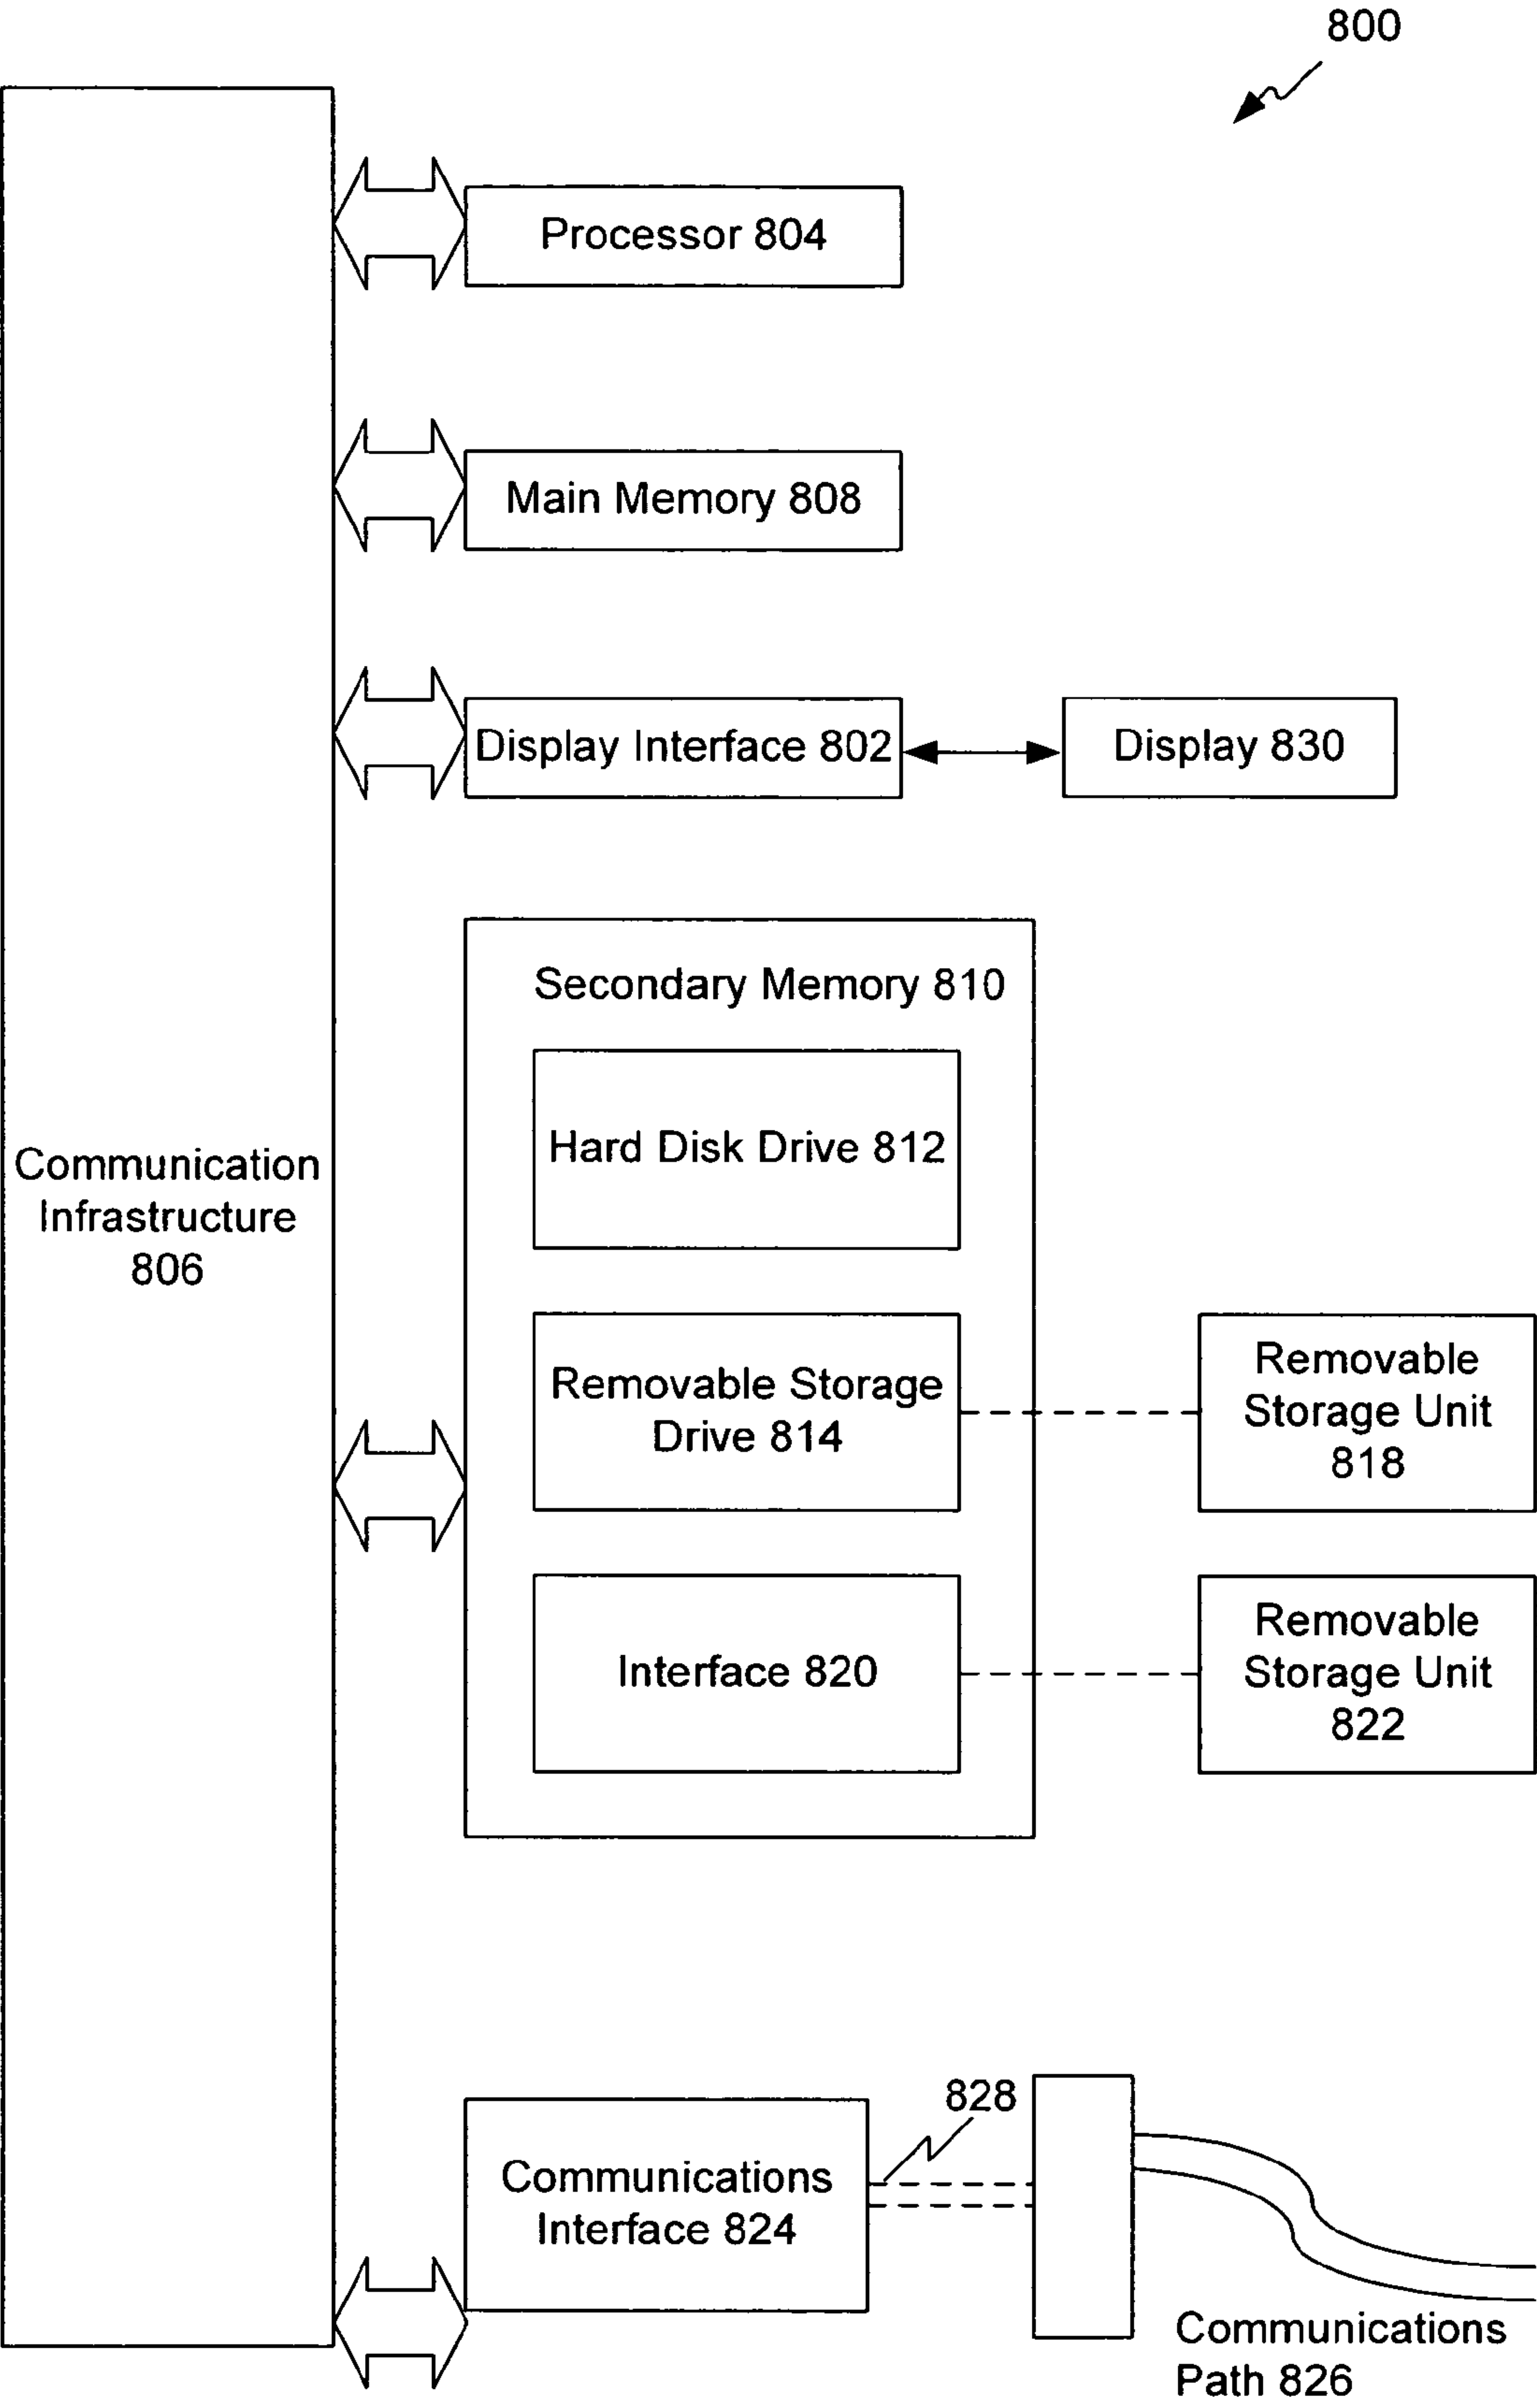 800
Processor 804
Main Memory 808
Display Interface 802
Display 830
Secondary Memory 810
Hard Disk Drive 812
Communication
Infrastructure
806
Removable Storage
Drive 814
Removable
Storage Unit
818
Interface 820
Removable
Storage Unit
822
828
Communications
Interface 824
Communications
Path 826